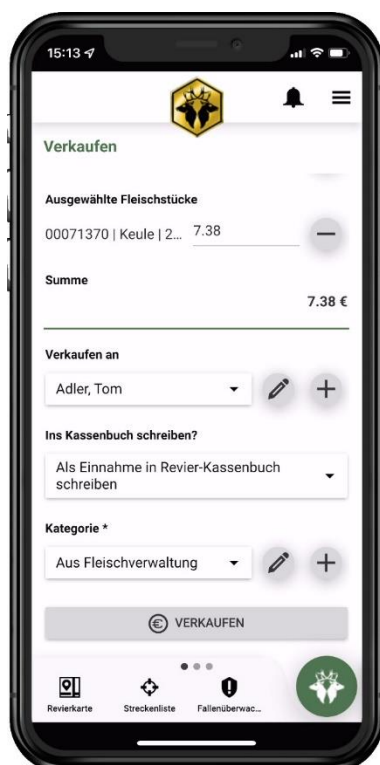 15:13
Verkaufen
Ausgewählte Fleischstücke
00071370 | Keule | 2... 7.38
Summe
7.38 €
Verkaufen an
Adler, Tom
Ins Kassenbuch schreiben?
Als Einnahme in Revier-Kassenbuch
schreiben
Kategorie *
Aus Fleischverwaltung
€ VERKAUFEN
Revierkarte Streckenliste Fallenüberwac...